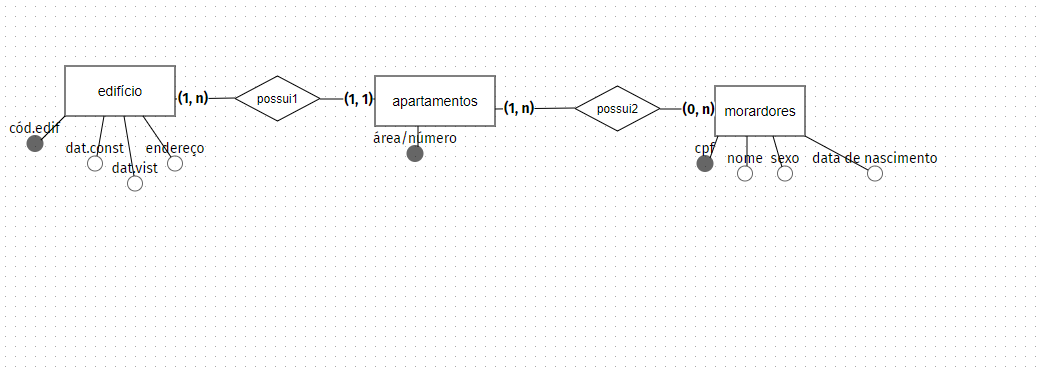 edifício
(1, n)
possui1
(1, 1)
apartamentos
(1, n)
possui2
(0, n)
morardores
cód.edif
dat.const
dat.vist
endereço
área/número
cpf
nome
sexo
data de nascimento